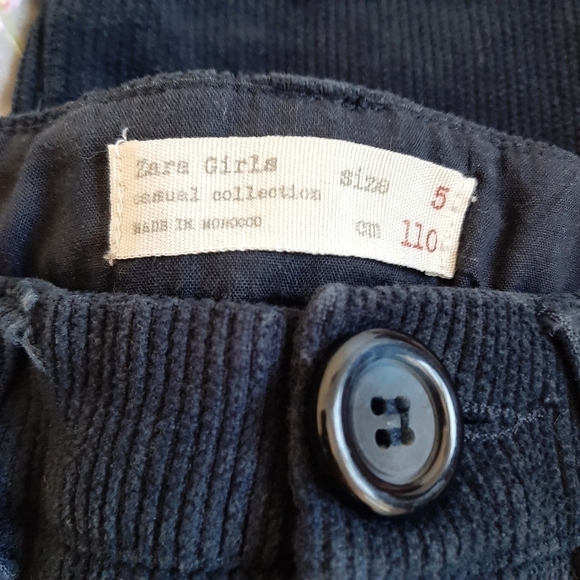 Zara Girls size 5
casual collection
MADE IN MOROCCO cm 110